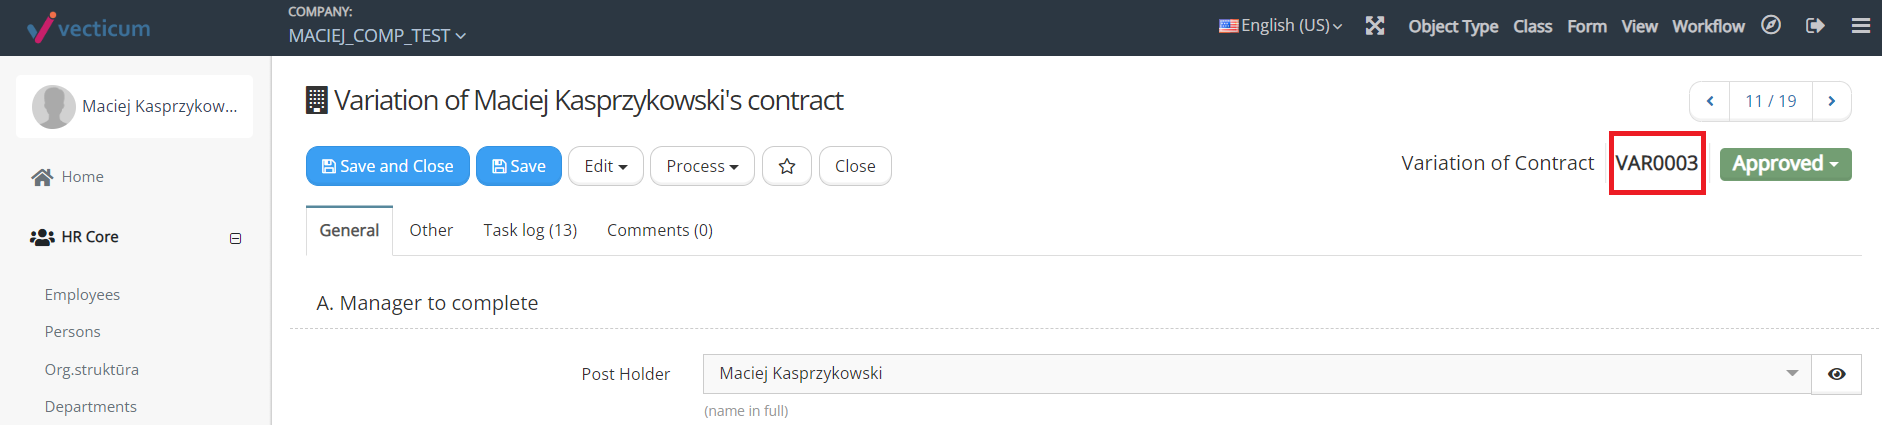 vecticum
COMPANY:
MACIEJ_COMP_TEST
English (US)
Object Type Class Form View Workflow
Maciej Kasprzykow...
Home
HR Core
Employees
Persons
Org.struktūra
Departments
Variation of Maciej Kasprzykowski's contract
11 / 19
Save and Close Save Edit Process Close
Variation of Contract VAR0003 Approved
General Other Task log (13) Comments (0)
A. Manager to complete
Post Holder Maciej Kasprzykowski
(name in full)